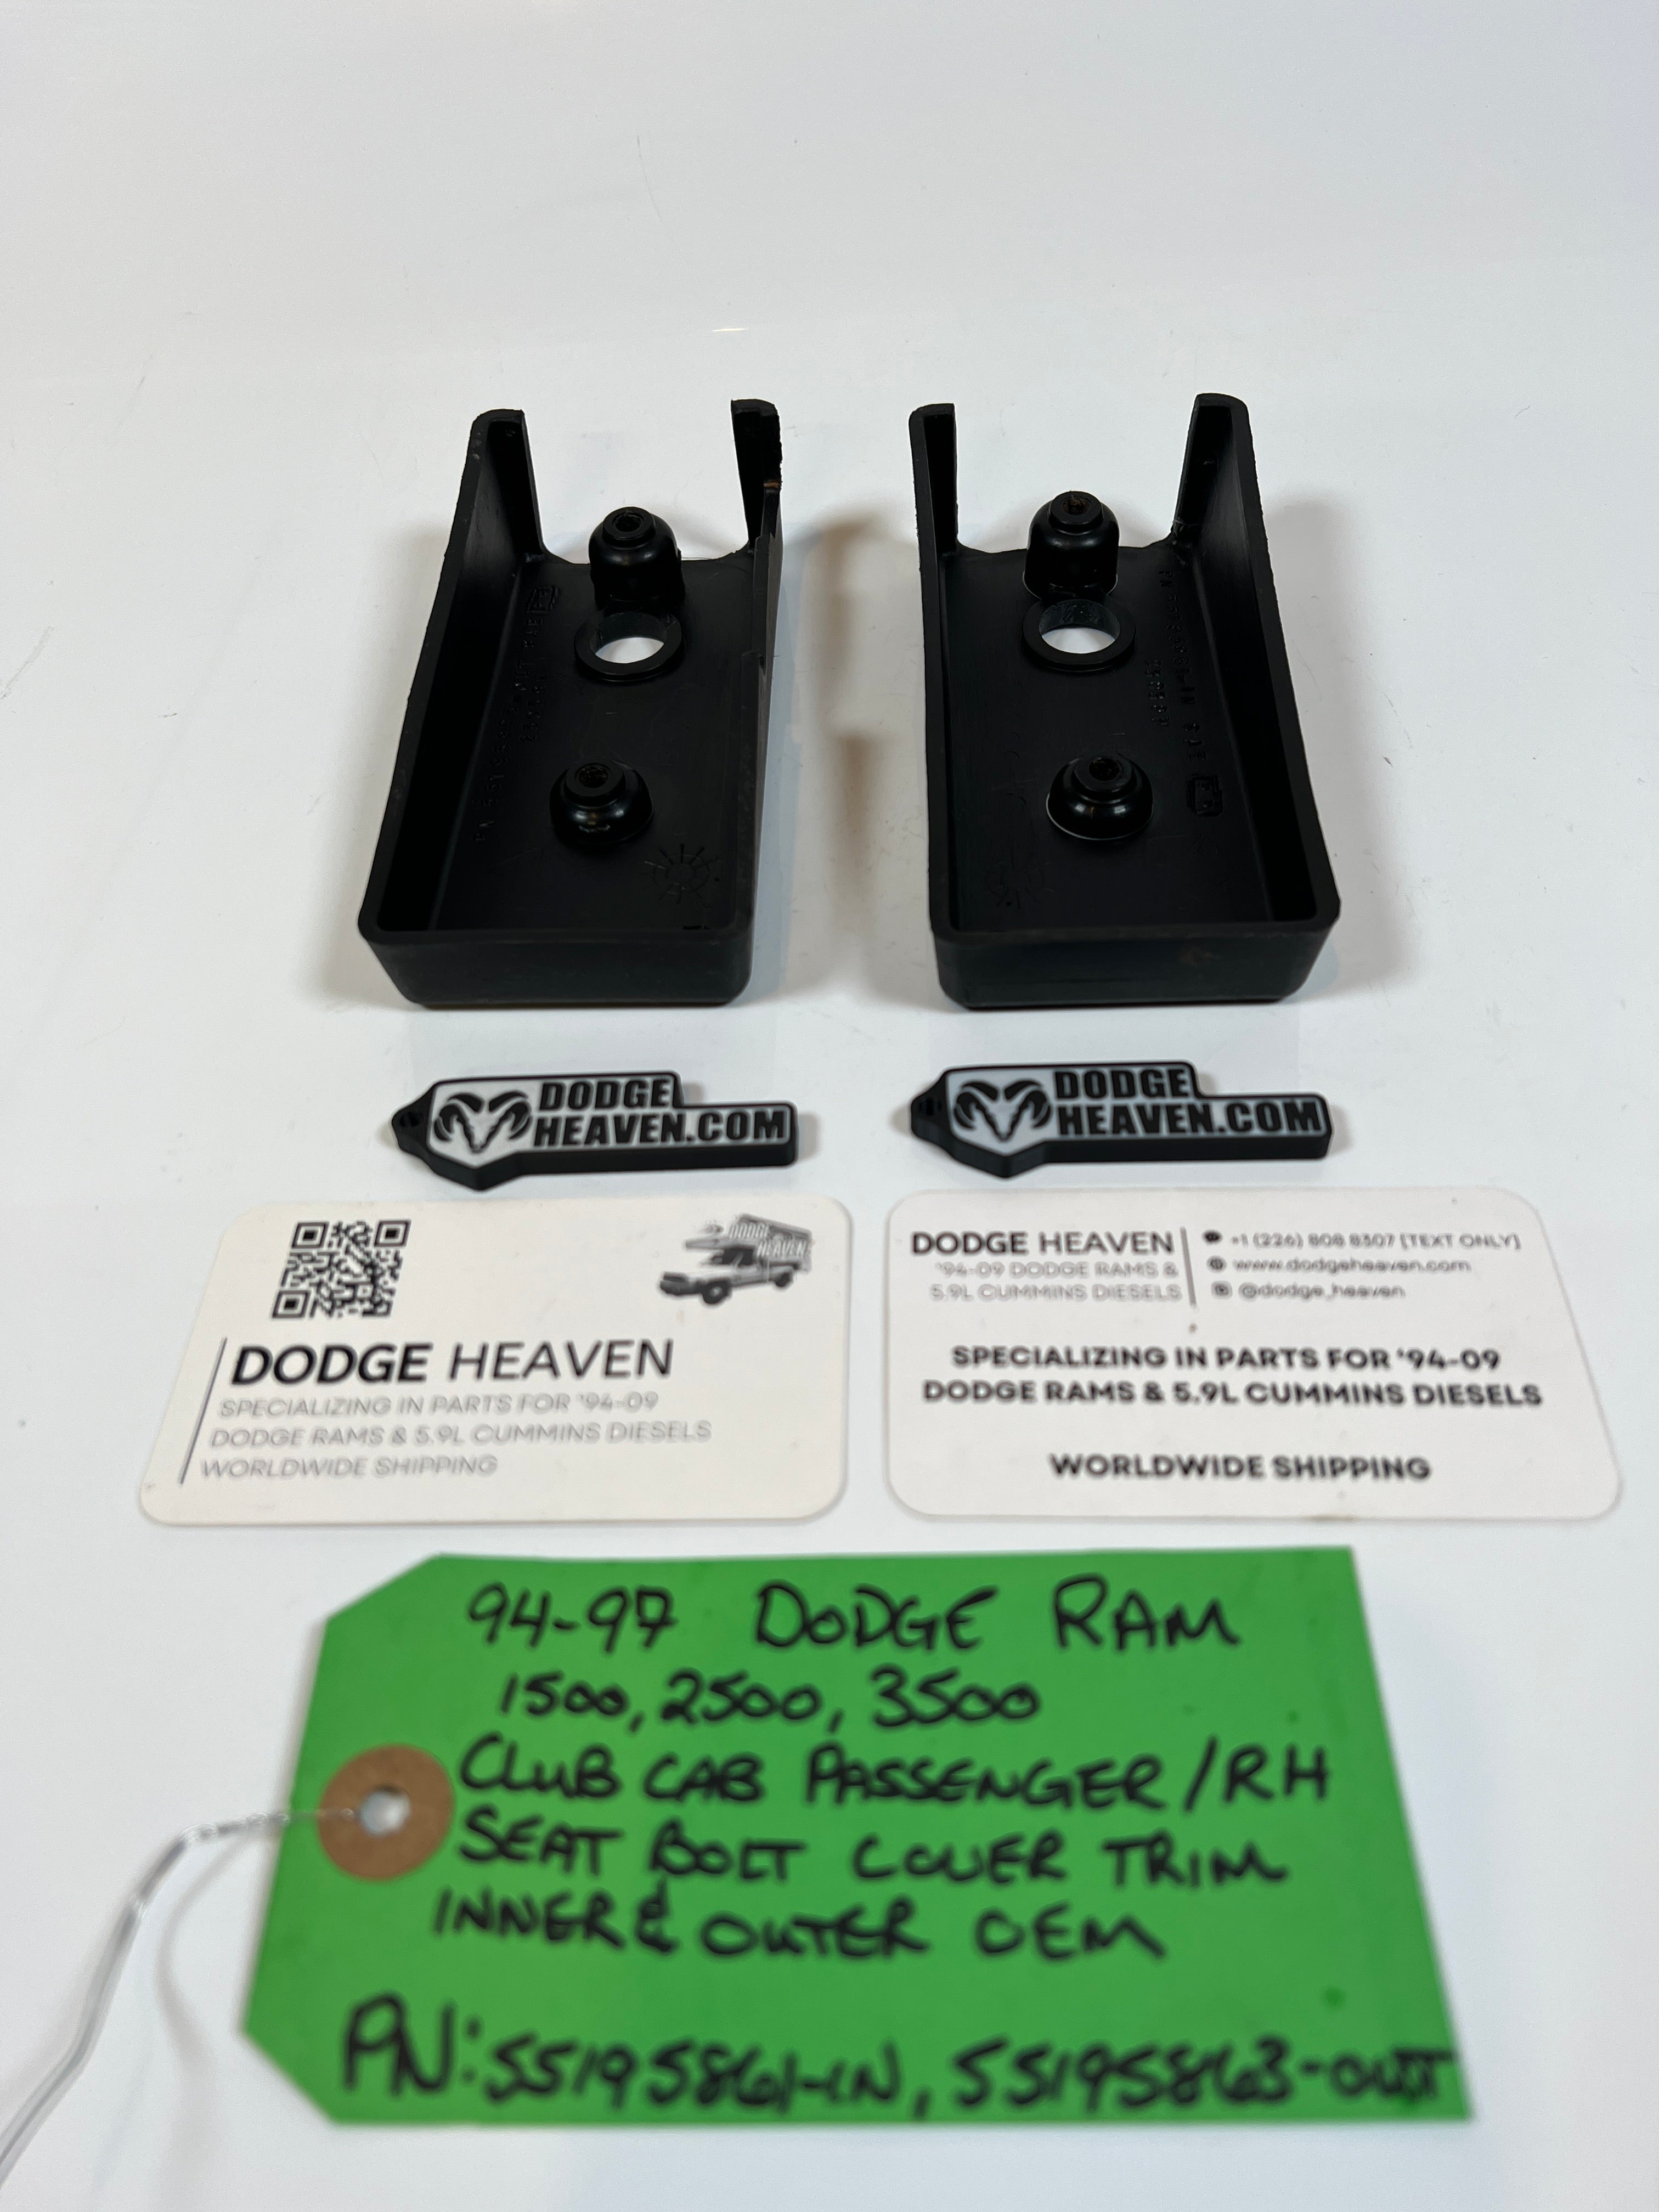 DODGE
HEAVEN.COM
DODGE
HEAVEN.COM
DODGE
HEAVEN
DODGE HEAVEN
SPECIALIZING IN PARTS FOR '94-09
DODGE RAMS & 5.9L CUMMINS DIESELS
WORLDWIDE SHIPPING
DODGE HEAVEN
'94-09 DODGE RAMS &
5.9L CUMMINS DIESELS
+1 (226) 808 8307 [TEXT ONLY]
www.dodgeheaven.com
@dodge_heaven
SPECIALIZING IN PARTS FOR '94-09
DODGE RAMS & 5.9L CUMMINS DIESELS
WORLDWIDE SHIPPING
94-97 DODGE RAM
1500, 2500, 3500
CLUB CAB PASSENGER/RH
SEAT BOLT COVER TRIM
INNER & OUTER OEM
PN: 55195861-IN, 55195863-OUT